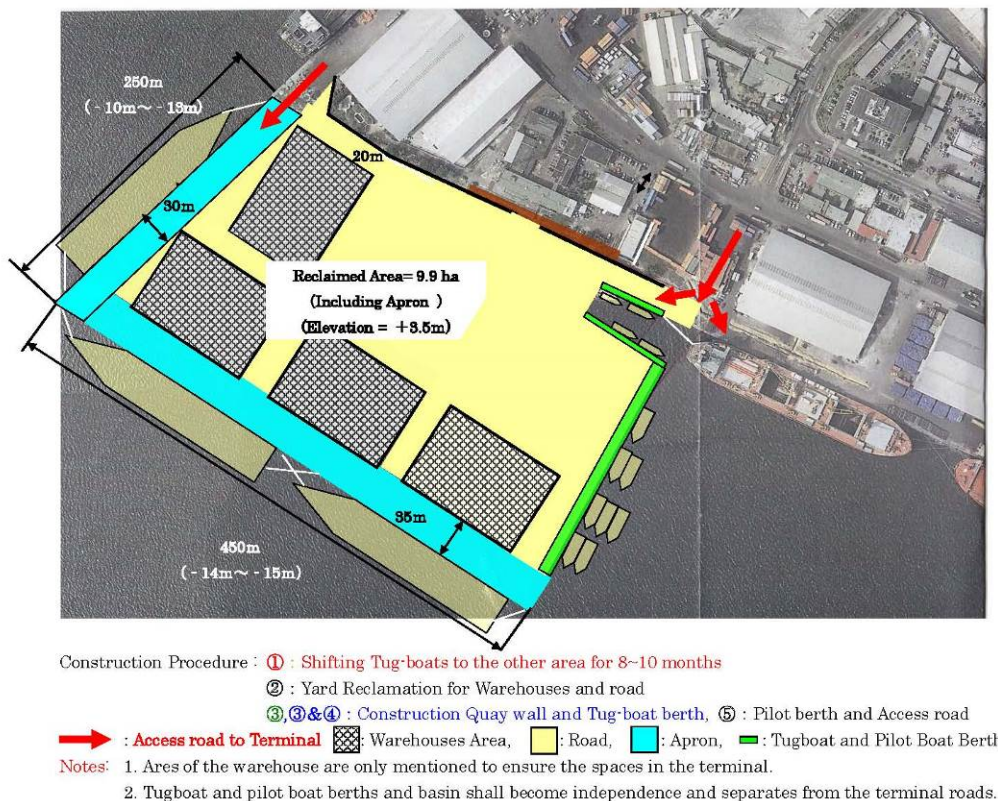 250m
( - 10m～ - 13m)
20m
30m
Reclaimed Area= 9.9 ha
(Including Apron )
(Elevation = +3.5m)
35m
450m
( - 14m～ - 15m)
Construction Procedure : ① : Shifting Tug-boats to the other area for 8~10 months
② : Yard Reclamation for Warehouses and road
③,③&④ : Construction Quay wall and Tug-boat berth, ⑤ : Pilot berth and Access road
: Access road to Terminal : Warehouses Area, : Road, : Apron, : Tugboat and Pilot Boat Berth
Notes: 1. Ares of the warehouse are only mentioned to ensure the spaces in the terminal.
2. Tugboat and pilot boat berths and basin shall become independence and separates from the terminal roads.